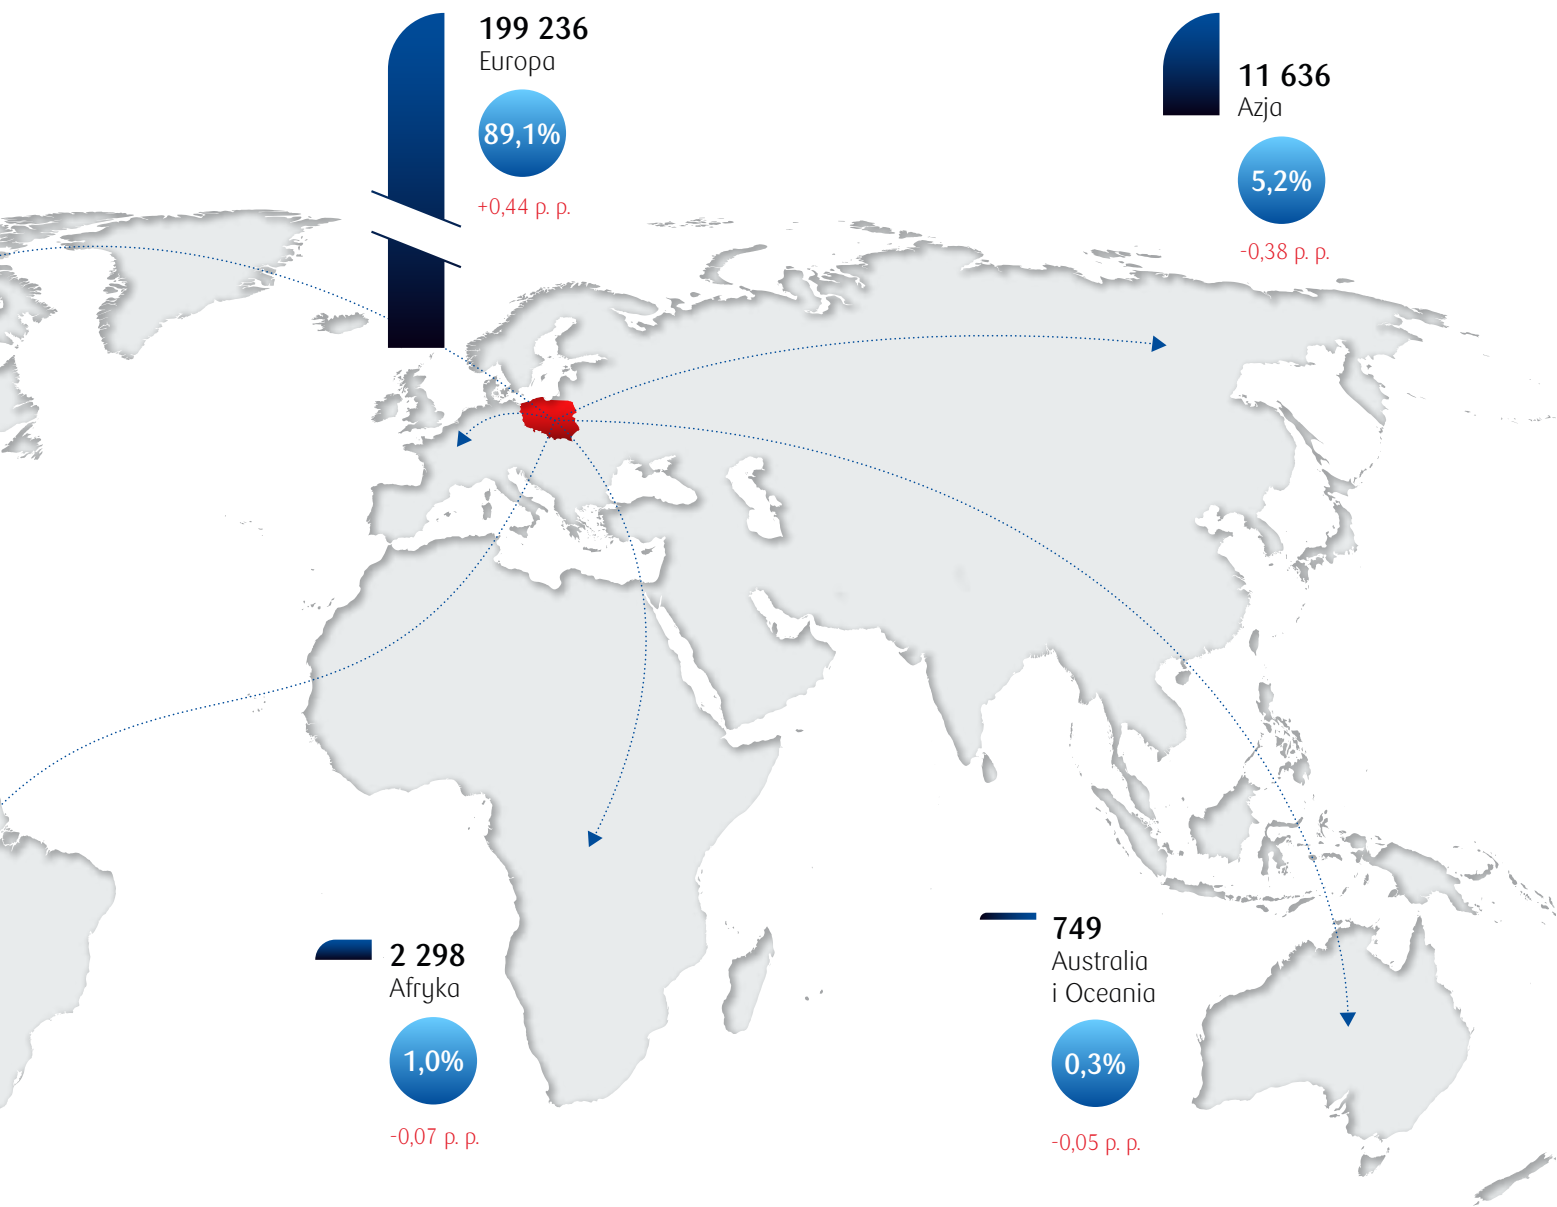 199 236
Europa
89,1%
+0,44 p. p.
11 636
Azja
5,2%
-0,38 p. p.
2 298
Afryka
1,0%
-0,07 p. p.
749
Australia
i Oceania
0,3%
-0,05 p. p.